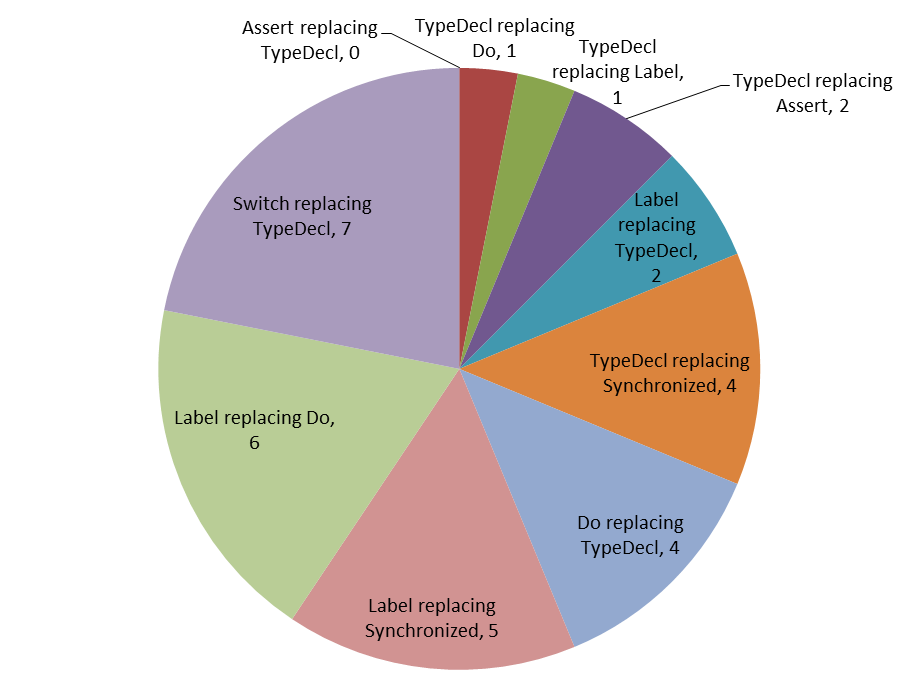 Assert replacing
TypeDecl, 0
TypeDecl replacing
Do, 1
TypeDecl
replacing Label,
1
TypeDecl replacing
Assert, 2
Label
replacing
TypeDecl,
2
TypeDecl replacing
Synchronized, 4
Do replacing
TypeDecl, 4
Label replacing
Synchronized, 5
Label replacing Do,
6
Switch replacing
TypeDecl, 7